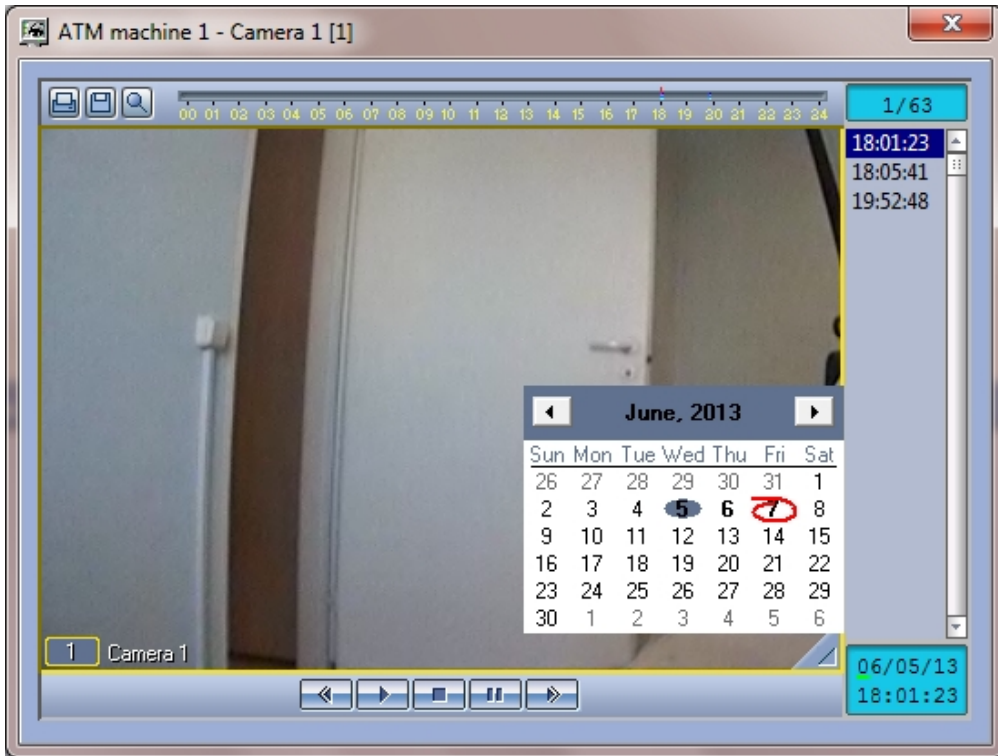 ATM machine 1 - Camera 1 [1]
00 01 02 03 04 05 06 07 08 09 10 11 12 13 14 15 16 17 18 19 20 21 22 23 24
1/63
18:01:23
18:05:41
19:52:48
June, 2013
Sun Mon Tue Wed Thu Fri Sat
26 27 28 29 30 31 1
2 3 4 5 6 7 8
9 10 11 12 13 14 15
16 17 18 19 20 21 22
23 24 25 26 27 28 29
30 1 2 3 4 5 6
1 Camera 1
06/05/13
18:01:23